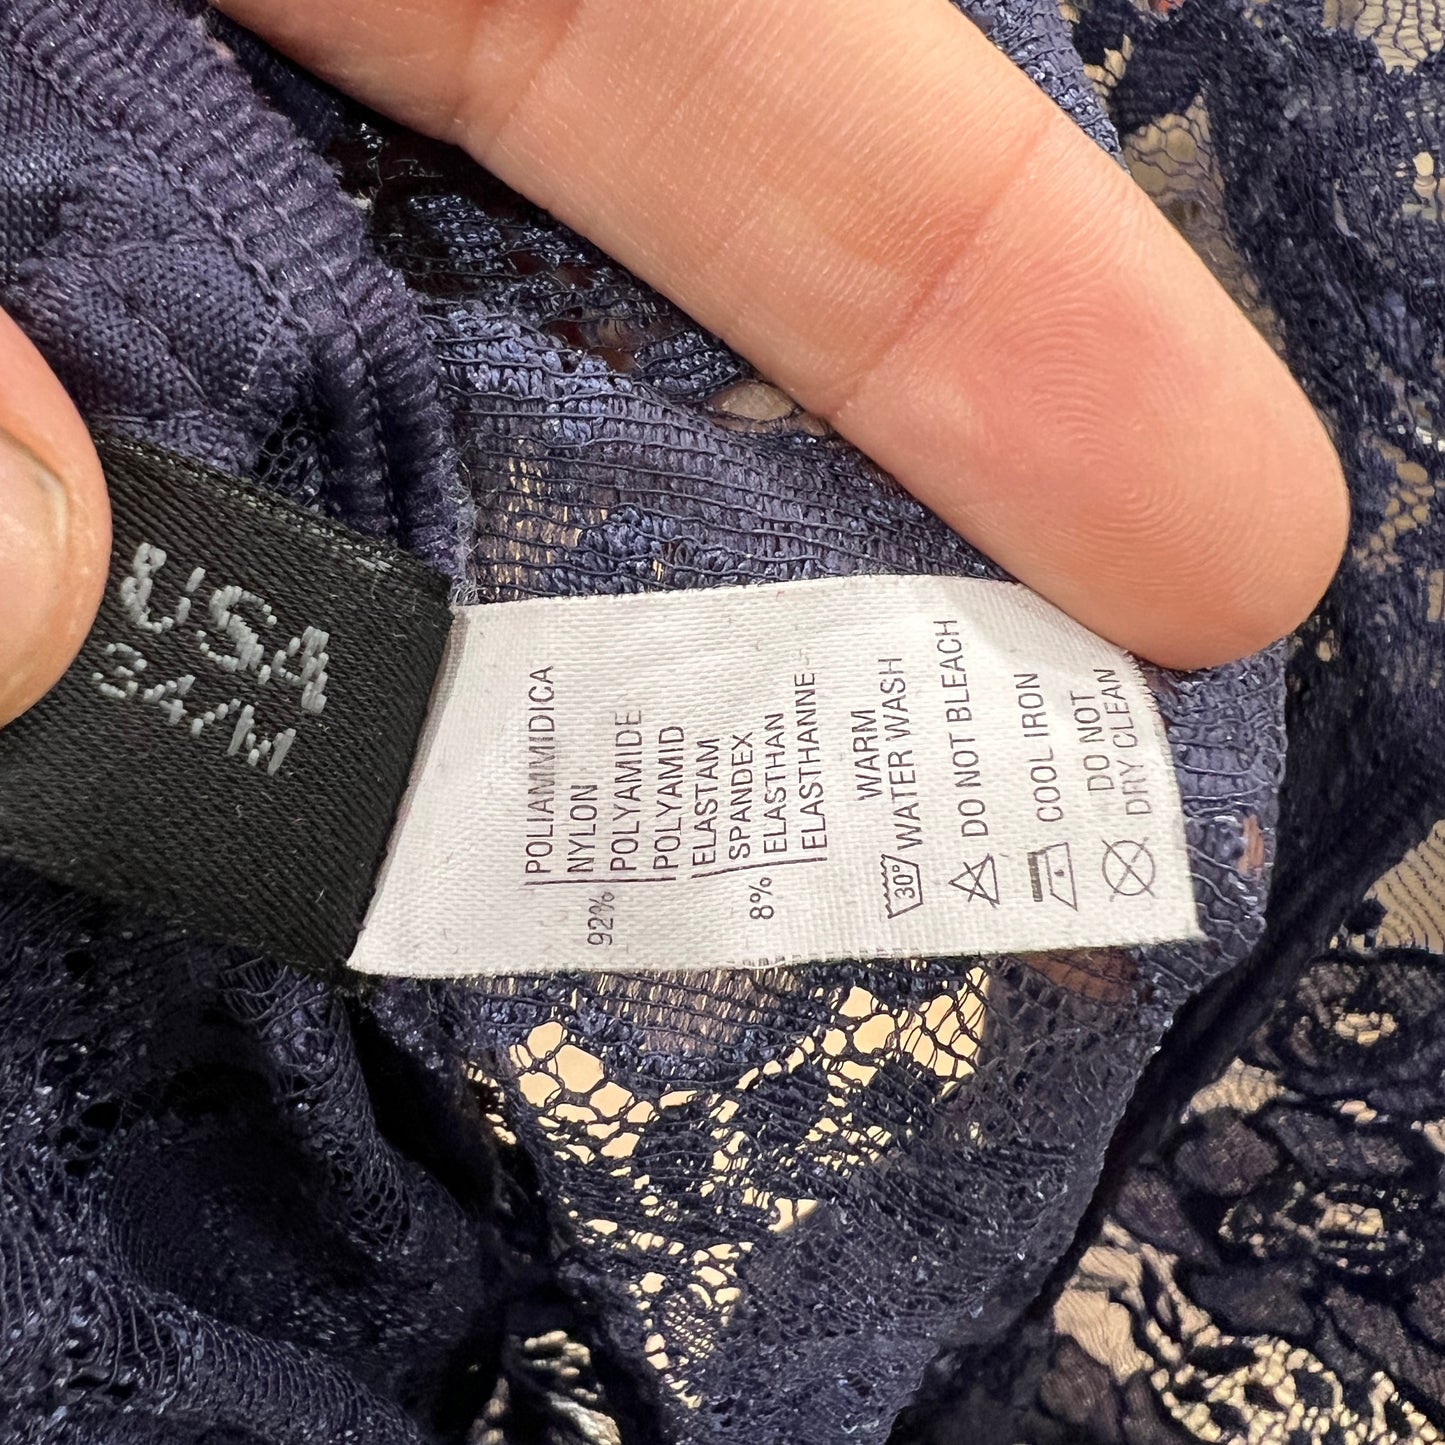 USA
34/M
POLIAMMIDICA
NYLON
92% POLYAMIDE
POLYAMID
ELASTAM
SPANDEX
8% ELASTHAN
ELASTHANNE
WARM
30° WATER WASH
DO NOT BLEACH
COOL IRON
DO NOT
DRY CLEAN